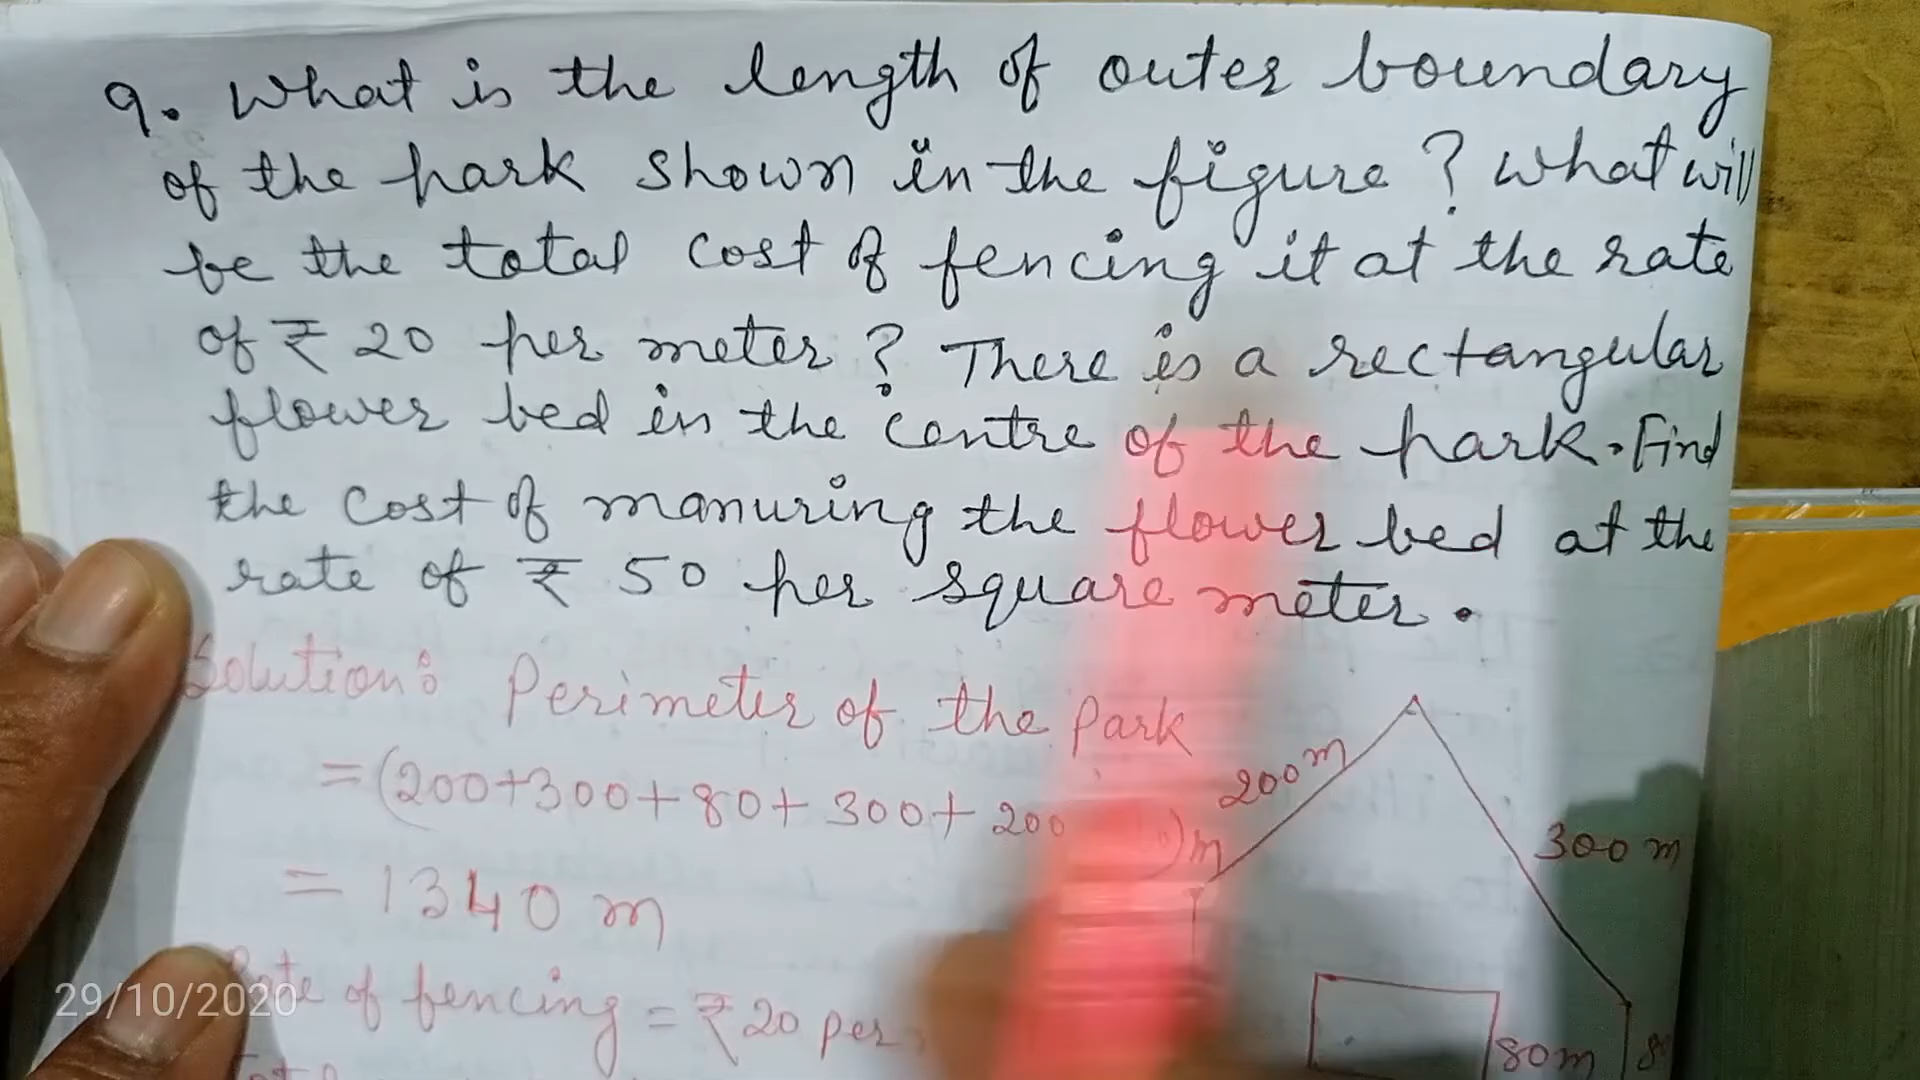 9. What is the length of outer boundary
of the park shown in the figure? What will
be the total cost of fencing it at the rate
of ₹ 20 per meter? There is a rectangular
flower bed in the centre of the park. Find
the cost of manuring the flower bed at the
rate of ₹ 50 per square meter.
Solution: Perimeter of the Park
= (200+300+80+300+200 )m
= 1340 m
Rate of fencing = ₹20 per
200m
300m
80m
29/10/2020